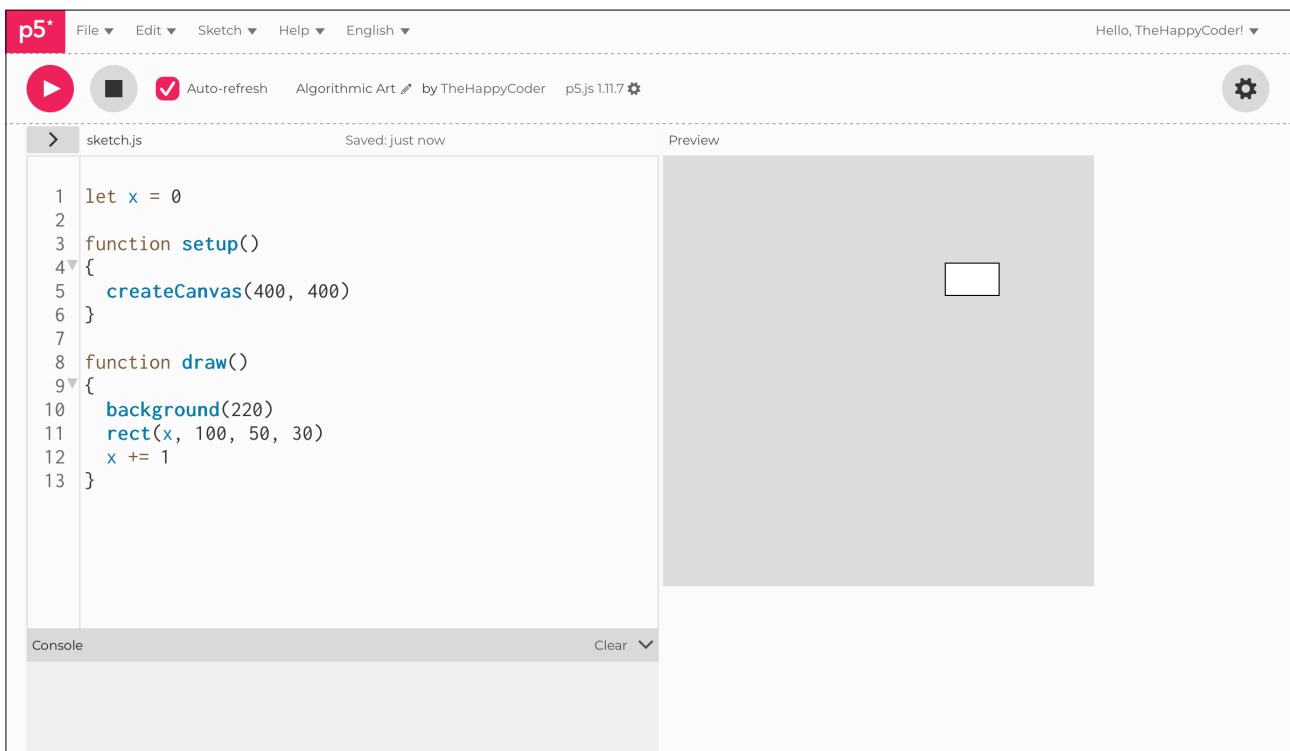 p5* File Edit Sketch Help English Hello, TheHappyCoder!
Auto-refresh Algorithmic Art by TheHappyCoder p5.js 1.11.7
sketch.js Saved: just now Preview
1 let x = 0
2
3 function setup()
4 {
5 createCanvas(400, 400)
6 }
7
8 function draw()
9 {
10 background(220)
11 rect(x, 100, 50, 30)
12 x += 1
13 }
Console Clear